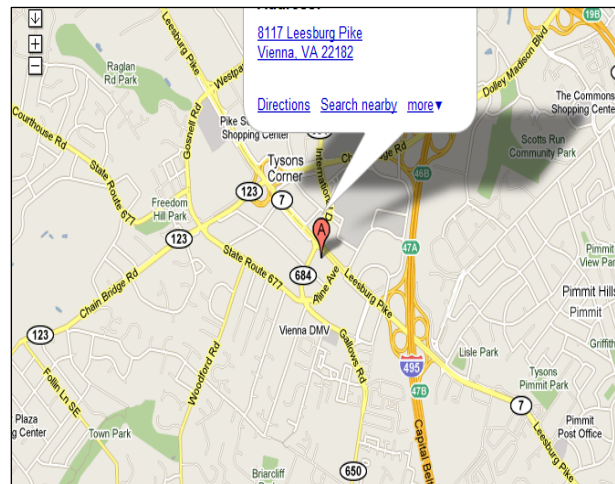 Address:
8117 Leesburg Pike
Vienna, VA 22182
Directions Search nearby more▼
Leesburg Pike
Raglan
Rd Park
Gosnell Rd
Dolley Madison Blvd
19B
The Commons
Shopping Center
Courthouse Rd
Shopping Center
Scotts Run
Community Park
State Route 677
Tysons
Corner
123
7
46B
Freedom
Hill Park
123
47A
A
State Route 677
684
Aline Ave
Leesburg Pike
Chain Bridge Rd
Pimmit Hills
Pimmit
Vienna DMV
Gallows Rd
123
Woodford Rd
Lisle Park
495
Follin Ln SE
47B
Tysons
Pimmit Park
7
Plaza
Town Park
Pimmit
Post Office
Leesburg Pike
650
Briarcliff